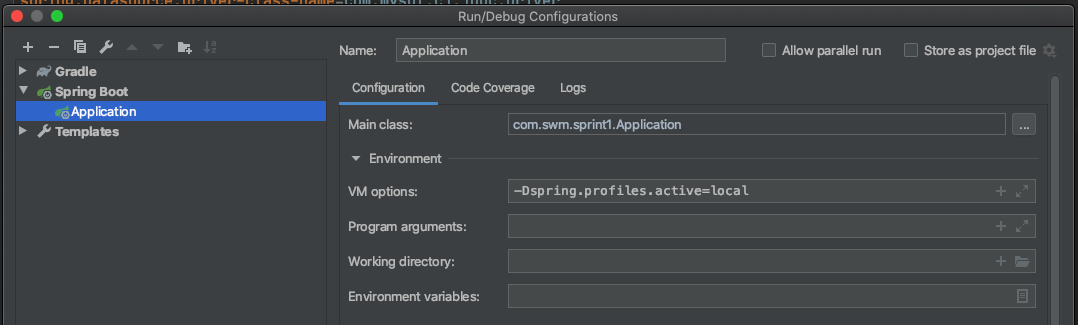 Run/Debug Configurations
Name: Application Allow parallel run Store as project file
Gradle
Spring Boot
Application
Templates
Configuration Code Coverage Logs
Main class: com.swm.sprint1.Application ...
Environment
VM options: -Dspring.profiles.active=local
Program arguments:
Working directory:
Environment variables: